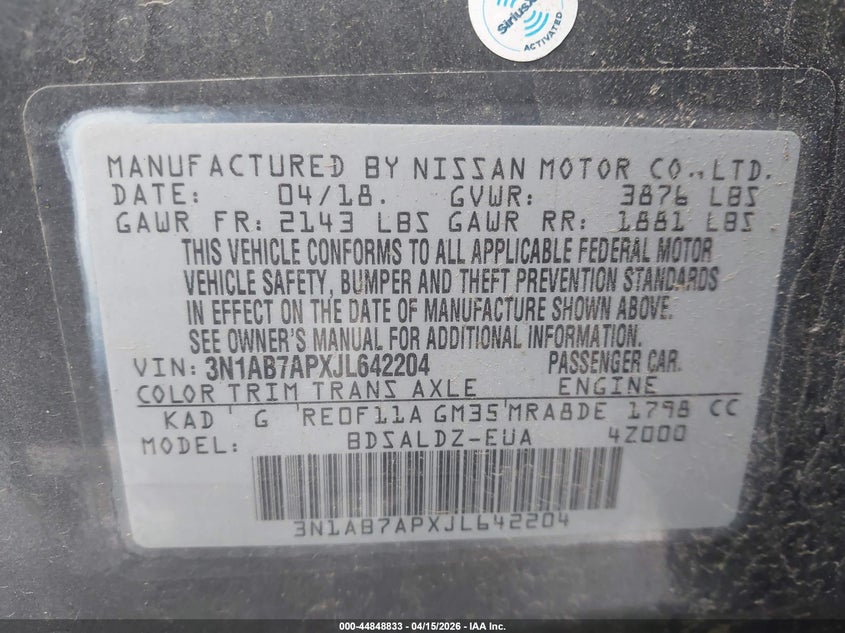 Sirius
ACTIVATED
MANUFACTURED BY NISSAN MOTOR CO.,LTD.
DATE: 04/18. GVWR: 3876 LBS
GAWR FR: 2143 LBS GAWR RR: 1881 LBS
THIS VEHICLE CONFORMS TO ALL APPLICABLE FEDERAL MOTOR
VEHICLE SAFETY, BUMPER AND THEFT PREVENTION STANDARDS
IN EFFECT ON THE DATE OF MANUFACTURE SHOWN ABOVE.
SEE OWNER'S MANUAL FOR ADDITIONAL INFORMATION.
VIN: 3N1AB7APXJL642204 PASSENGER CAR.
COLOR TRIM TRANS AXLE ENGINE
KAD ' G 'RE0F11A GM35'MRA8DE 1798 CC
MODEL: BDSALDZ-EUA 4Z000
3N1AB7APXJL642204
000-44848833 - 04/15/2026 - IAA Inc.